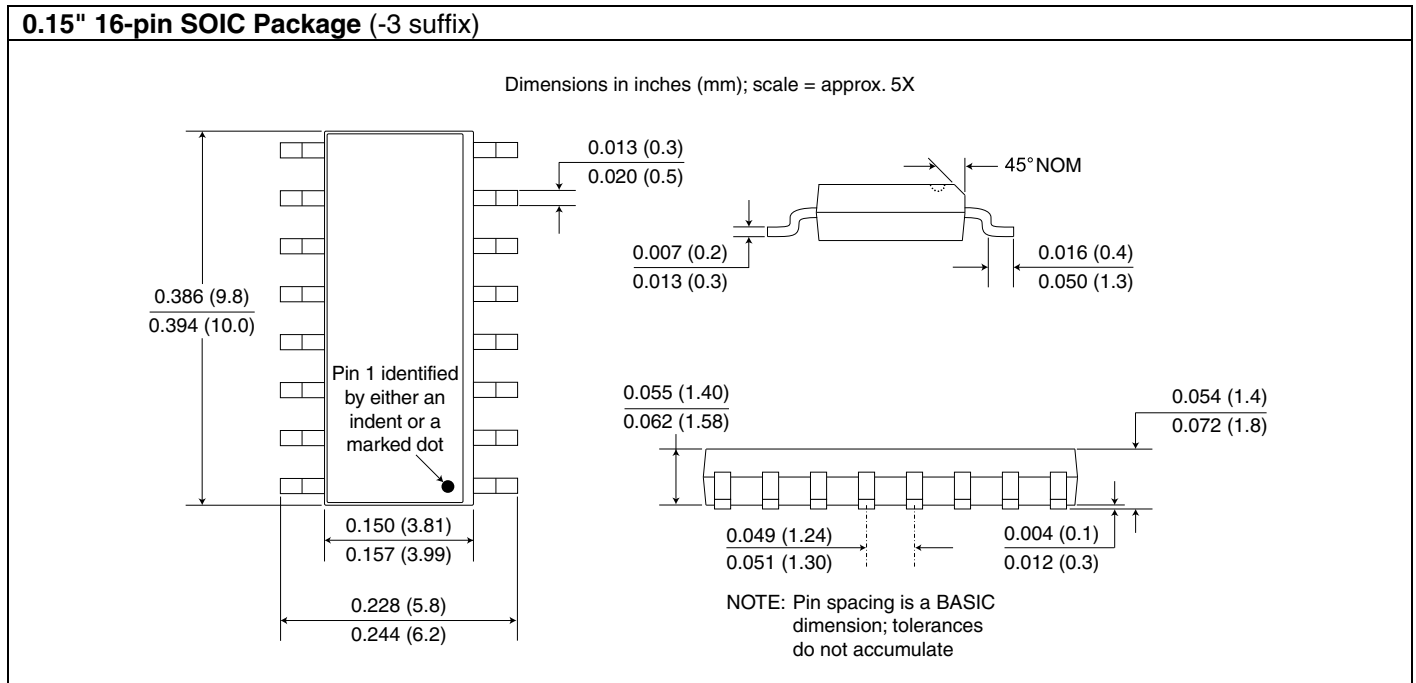 0.15" 16-pin SOIC Package (-3 suffix)
Dimensions in inches (mm); scale = approx. 5X
0.013 (0.3)
0.020 (0.5)
45° NOM
0.007 (0.2)
0.013 (0.3)
0.016 (0.4)
0.050 (1.3)
0.386 (9.8)
0.394 (10.0)
Pin 1 identified
by either an
indent or a
marked dot
0.055 (1.40)
0.062 (1.58)
0.054 (1.4)
0.072 (1.8)
0.150 (3.81)
0.157 (3.99)
0.049 (1.24)
0.051 (1.30)
0.004 (0.1)
0.012 (0.3)
0.228 (5.8)
0.244 (6.2)
NOTE: Pin spacing is a BASIC
dimension; tolerances
do not accumulate